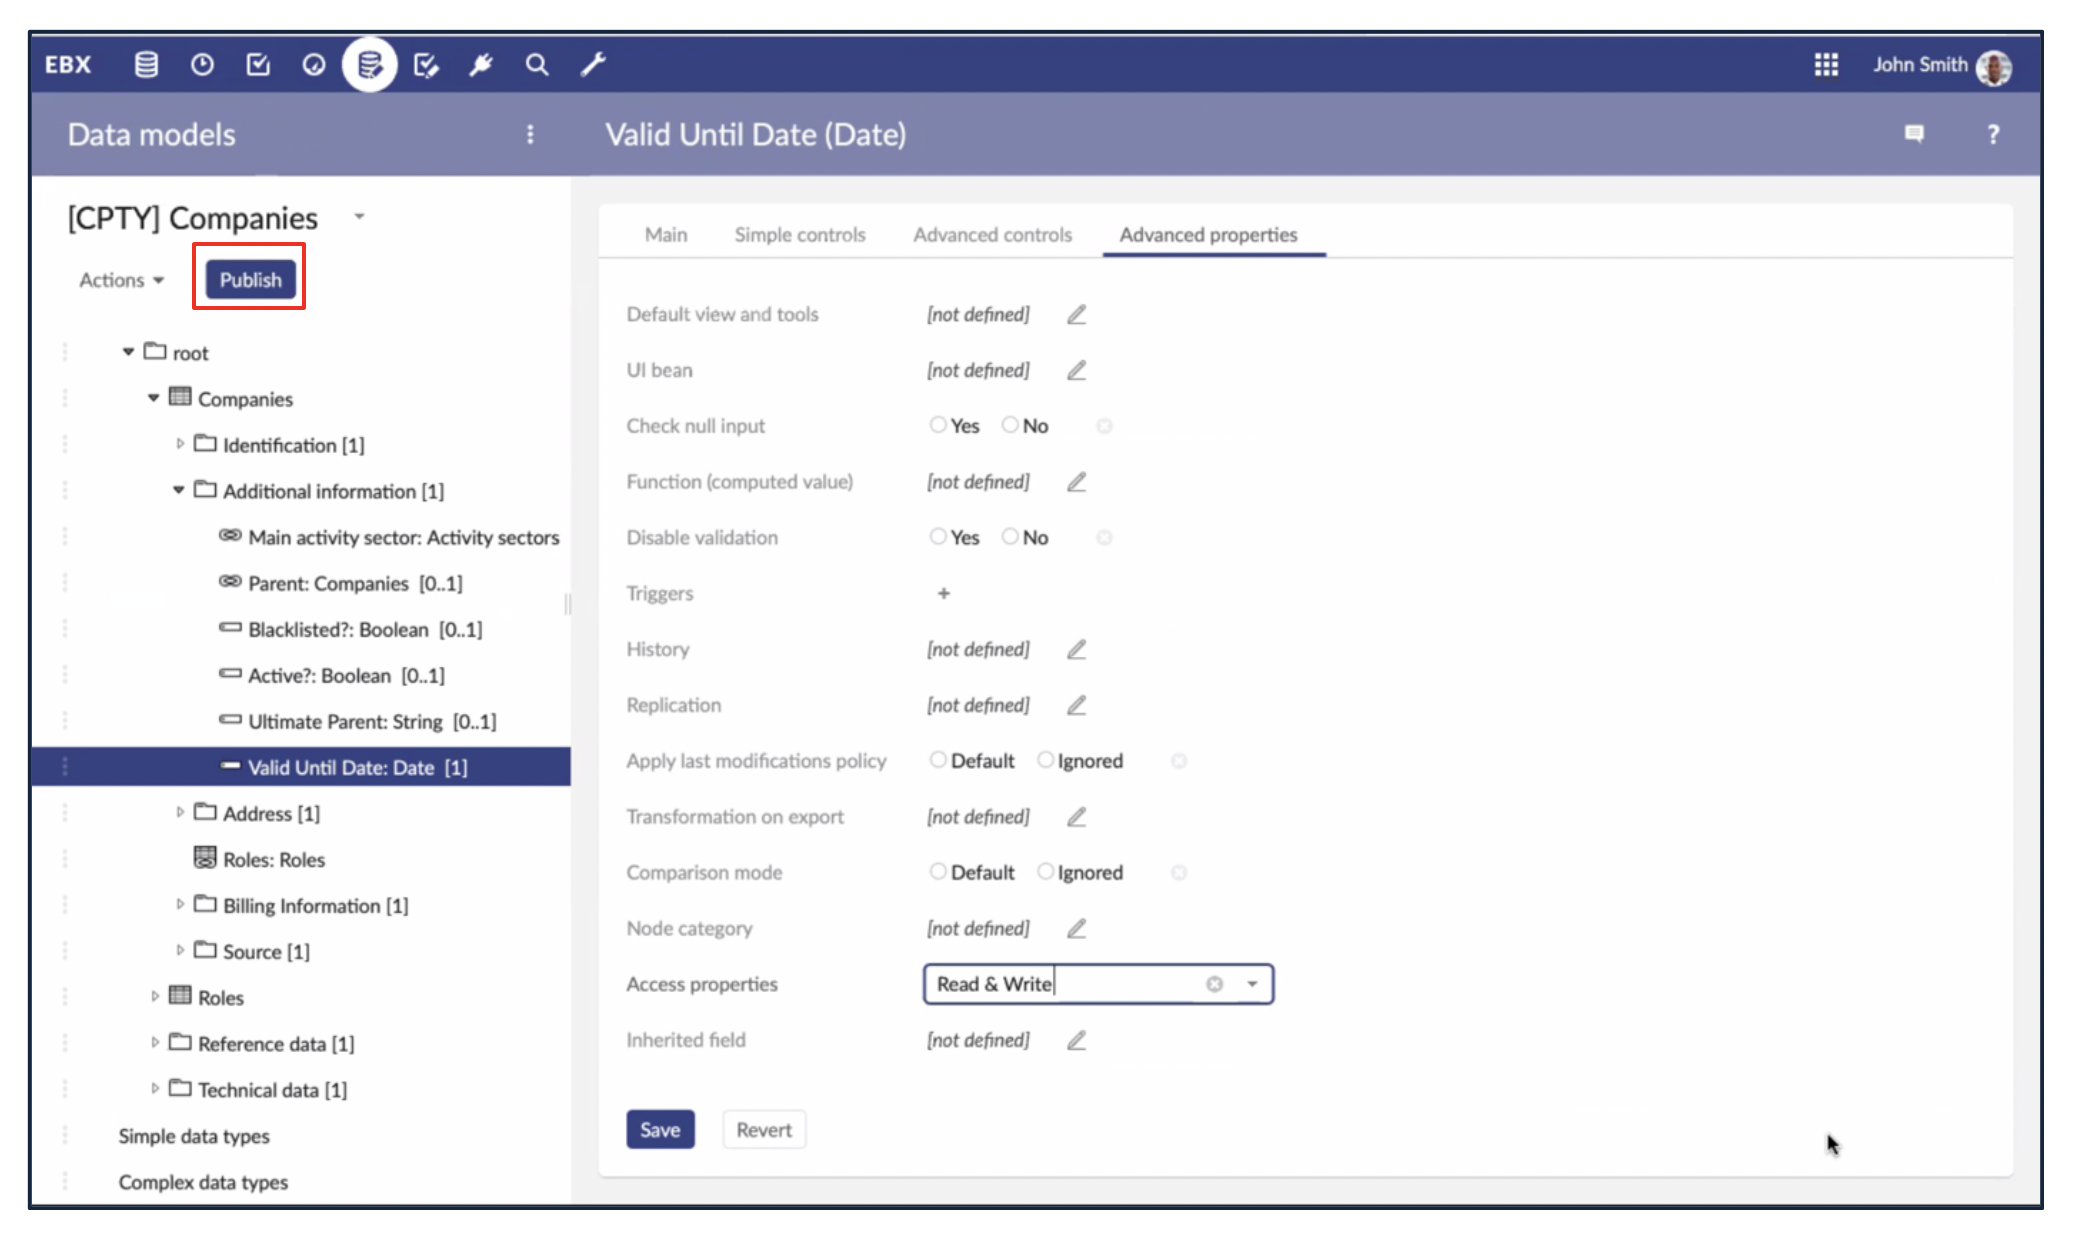 EBX
John Smith
Data models
Valid Until Date (Date)
?
[CPTY] Companies
Actions
Publish
root
Companies
Identification [1]
Additional information [1]
Main activity sector: Activity sectors
Parent: Companies [0..1]
Blacklisted?: Boolean [0..1]
Active?: Boolean [0..1]
Ultimate Parent: String [0..1]
Valid Until Date: Date [1]
Address [1]
Roles: Roles
Billing Information [1]
Source [1]
Roles
Reference data [1]
Technical data [1]
Simple data types
Complex data types
Main Simple controls Advanced controls Advanced properties
Default view and tools [not defined]
UI bean [not defined]
Check null input Yes No
Function (computed value) [not defined]
Disable validation Yes No
Triggers +
History [not defined]
Replication [not defined]
Apply last modifications policy Default Ignored
Transformation on export [not defined]
Comparison mode Default Ignored
Node category [not defined]
Access properties Read & Write
Inherited field [not defined]
Save Revert